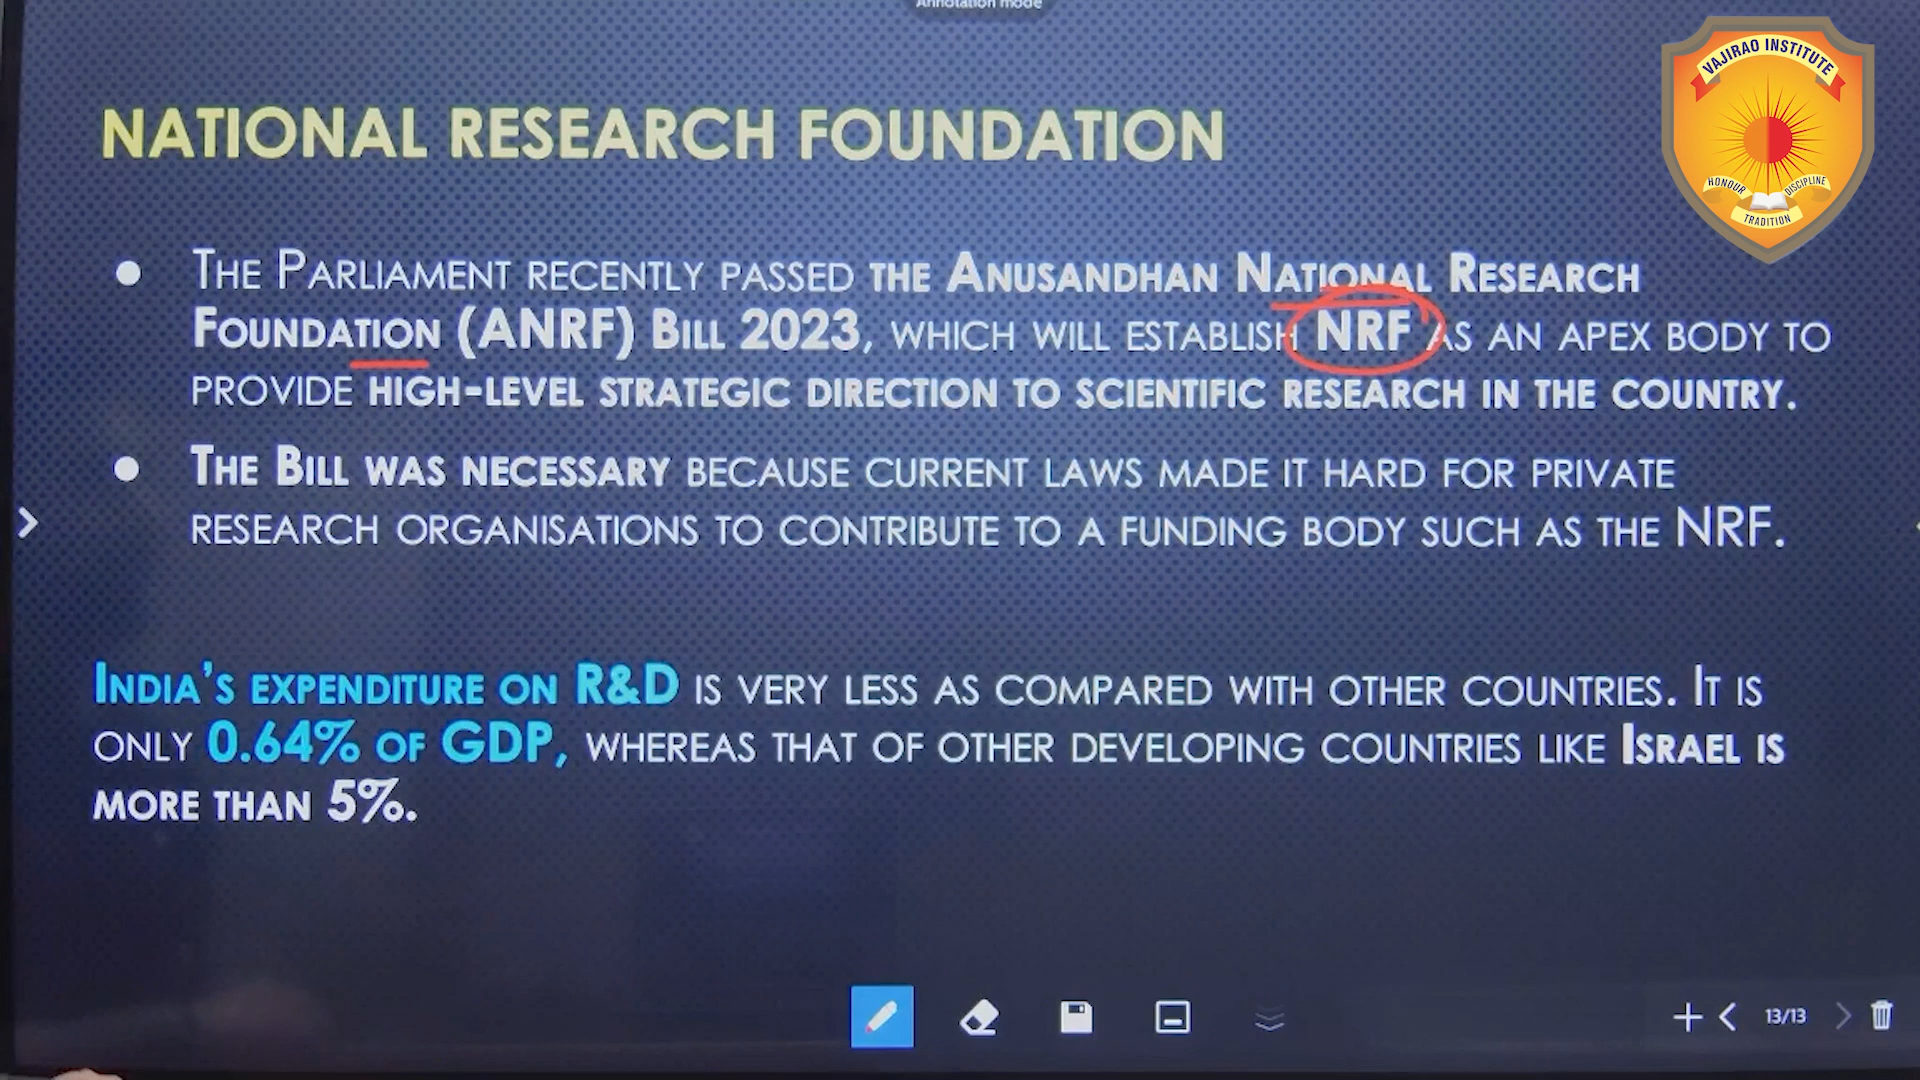 Annotation mode
VAJIRAO INSTITUTE
HONOUR
DISCIPLINE
TRADITION
NATIONAL RESEARCH FOUNDATION
● THE PARLIAMENT RECENTLY PASSED THE ANUSANDHAN NATIONAL RESEARCH
FOUNDATION (ANRF) BILL 2023, WHICH WILL ESTABLISH NRF AS AN APEX BODY TO
PROVIDE HIGH-LEVEL STRATEGIC DIRECTION TO SCIENTIFIC RESEARCH IN THE COUNTRY.
● THE BILL WAS NECESSARY BECAUSE CURRENT LAWS MADE IT HARD FOR PRIVATE
RESEARCH ORGANISATIONS TO CONTRIBUTE TO A FUNDING BODY SUCH AS THE NRF.
INDIA'S EXPENDITURE ON R&D IS VERY LESS AS COMPARED WITH OTHER COUNTRIES. IT IS
ONLY 0.64% OF GDP, WHEREAS THAT OF OTHER DEVELOPING COUNTRIES LIKE ISRAEL IS
MORE THAN 5%.
13/13